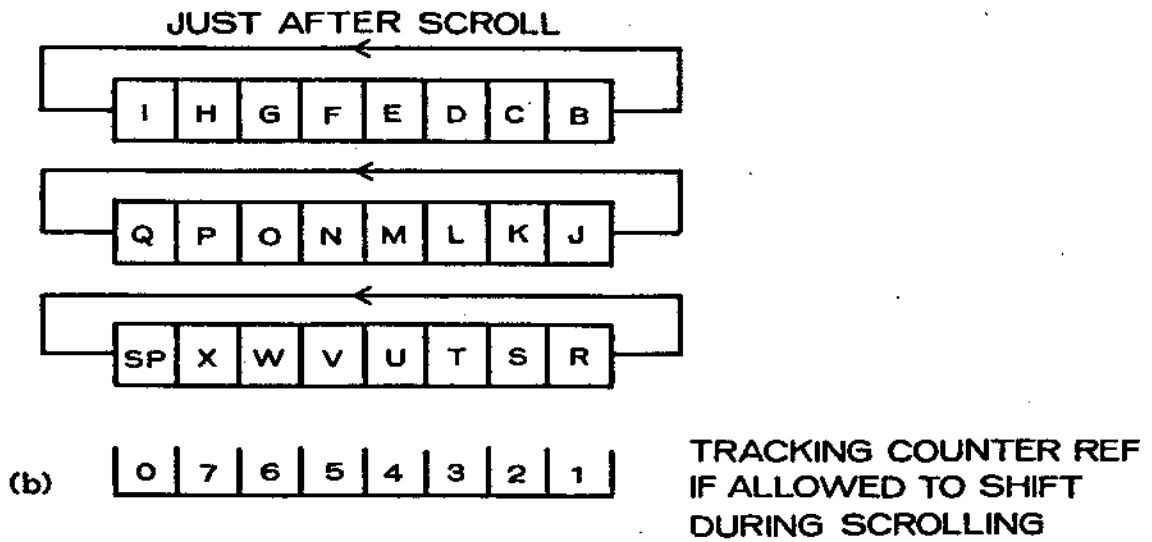 JUST AFTER SCROLL
I H G F E D C B
Q P O N M L K J
SP X W V U T S R
(b) 0 7 6 5 4 3 2 1
TRACKING COUNTER REF
IF ALLOWED TO SHIFT
DURING SCROLLING